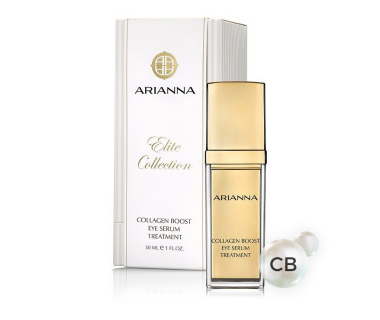 ARIANNA
Elite
Collection
COLLAGEN BOOST
EYE SERUM
TREATMENT
30 ML ℮ 1 FL.OZ.
ARIANNA
COLLAGEN BOOST
EYE SERUM
TREATMENT
CB